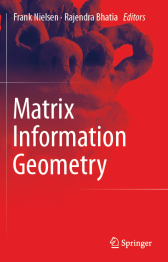 Frank Nielsen · Rajendra Bhatia Editors
Matrix
Information
Geometry
Springer